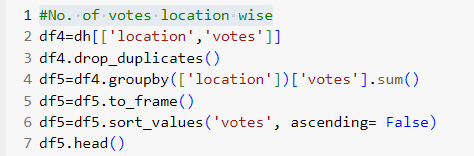 1 #No. of votes location wise
2 df4=dh[['location','votes']]
3 df4.drop_duplicates()
4 df5=df4.groupby(['location'])['votes'].sum()
5 df5=df5.to_frame()
6 df5=df5.sort_values('votes', ascending= False)
7 df5.head()